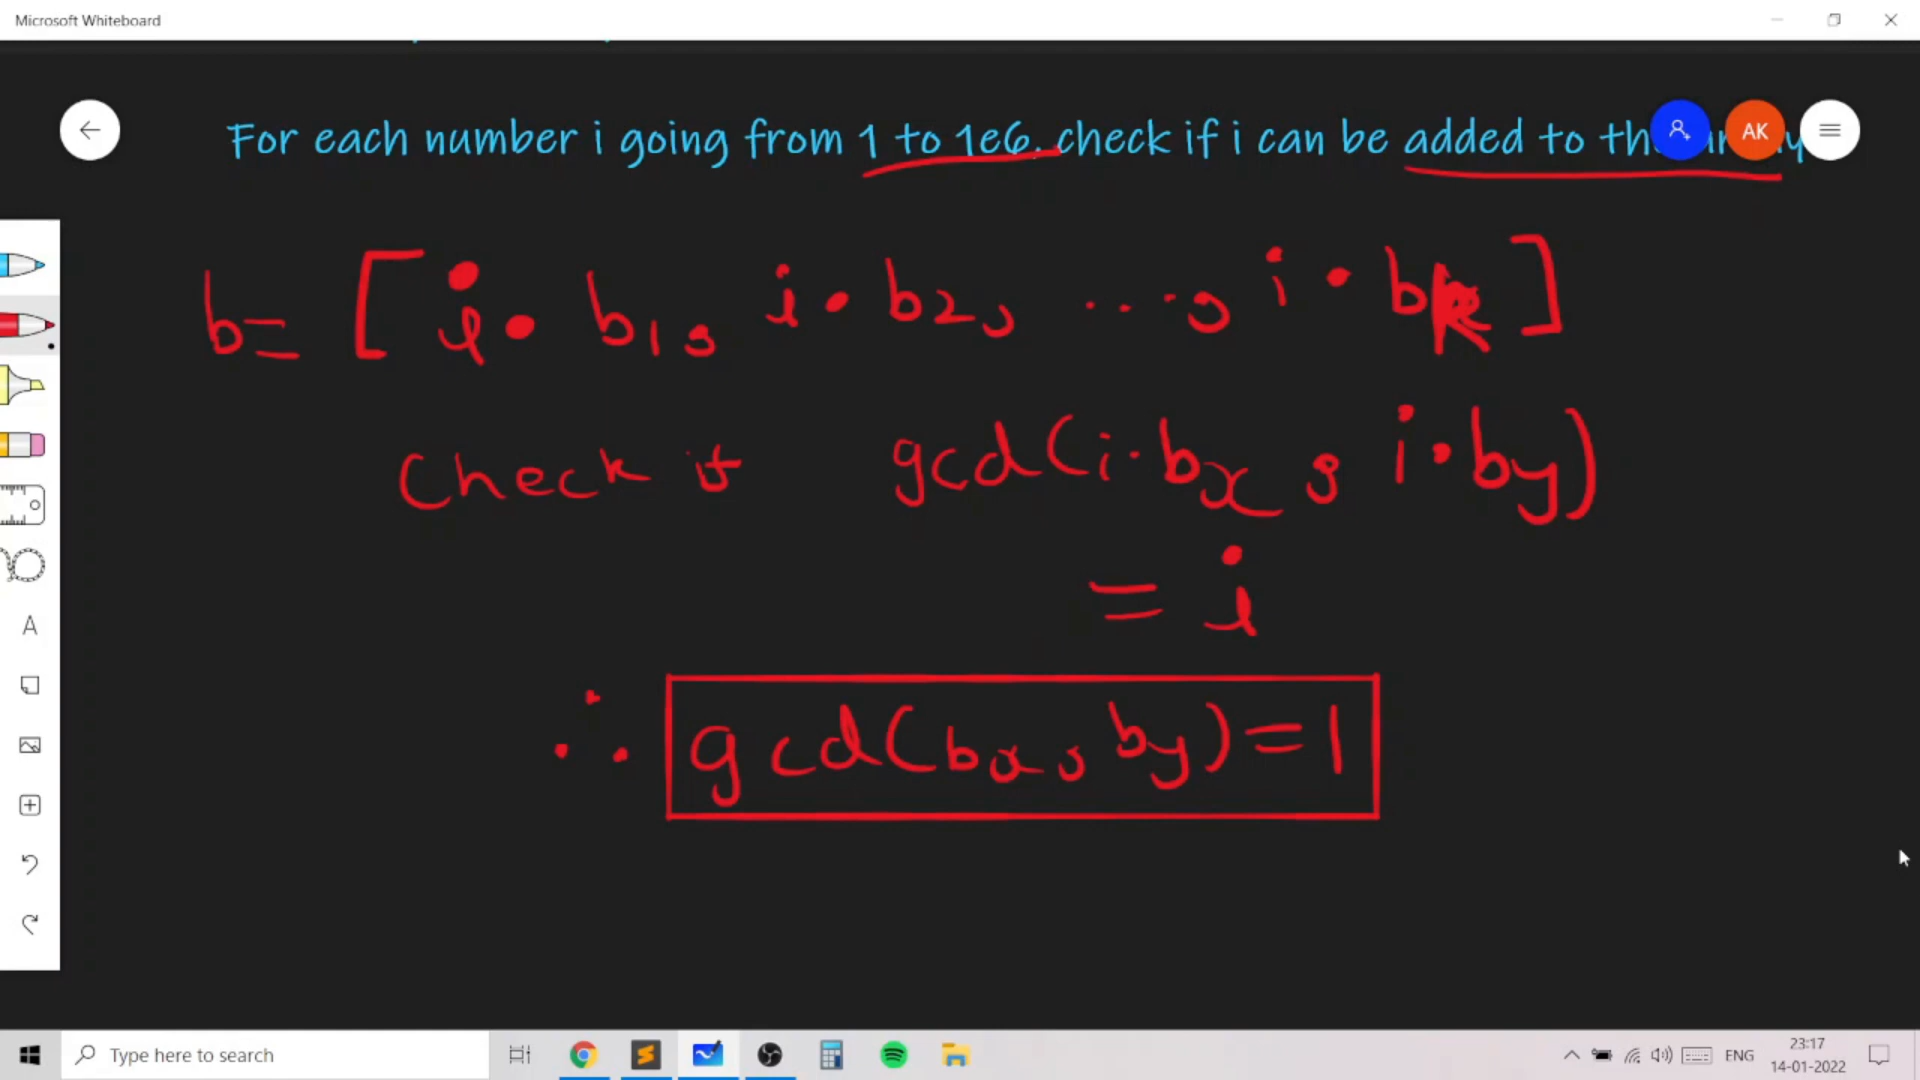 Microsoft Whiteboard
For each number i going from 1 to 1e6, check if i can be added to the
AK
b = [ i · b1, i · b2, ..., i · bk ]
Check if gcd(i·bx, i·by)
= i
∴ gcd(bx, by) = 1
A
Type here to search
ENG
23:17
14-01-2022